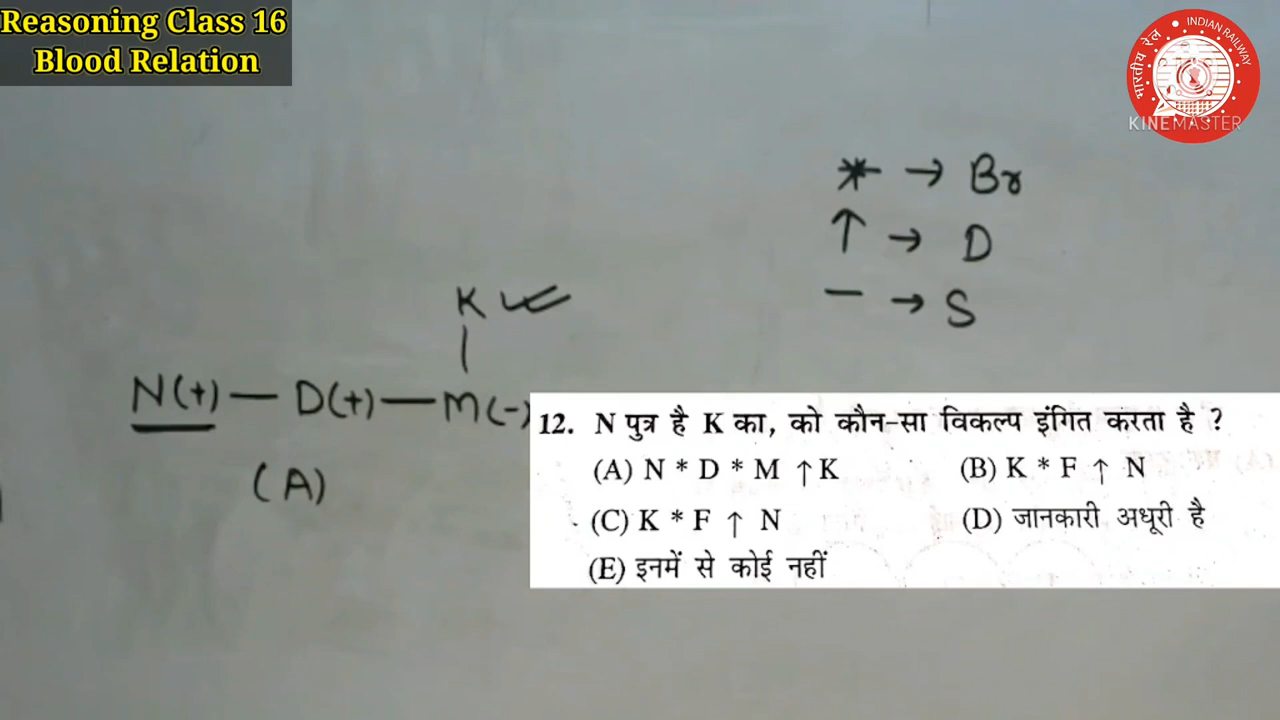 Reasoning Class 16
Blood Relation
भारतीय रेल
INDIAN RAILWAY
KINEMASTER
* → Br
↑ → D
- → S
K
N(+) — D(+) — M(-)
(A)
12. N पुत्र है K का, को कौन-सा विकल्प इंगित करता है ?
(A) N * D * M ↑ K (B) K * F ↑ N
(C) K * F ↑ N (D) जानकारी अधूरी है
(E) इनमें से कोई नहीं